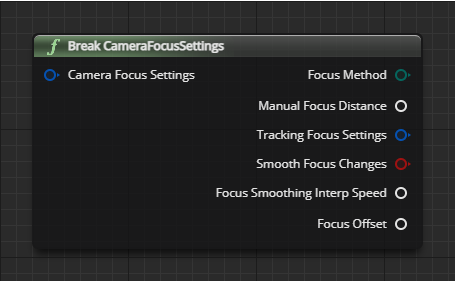 Break CameraFocusSettings
Camera Focus Settings
Focus Method
Manual Focus Distance
Tracking Focus Settings
Smooth Focus Changes
Focus Smoothing Interp Speed
Focus Offset